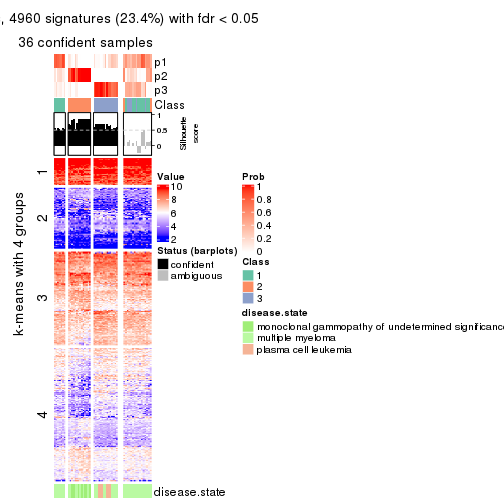 , 4960 signatures (23.4%) with fdr < 0.05
36 confident samples
p1
p2
p3
Class
1
0.5
0
Silhouette
score
k-means with 4 groups
1
2
3
4
disease.state
Value
10
8
6
4
2
Status (barplots)
confident
ambiguous
Prob
1
0.8
0.6
0.4
0.2
0
Class
1
2
3
disease.state
monoclonal gammopathy of undetermined significance
multiple myeloma
plasma cell leukemia